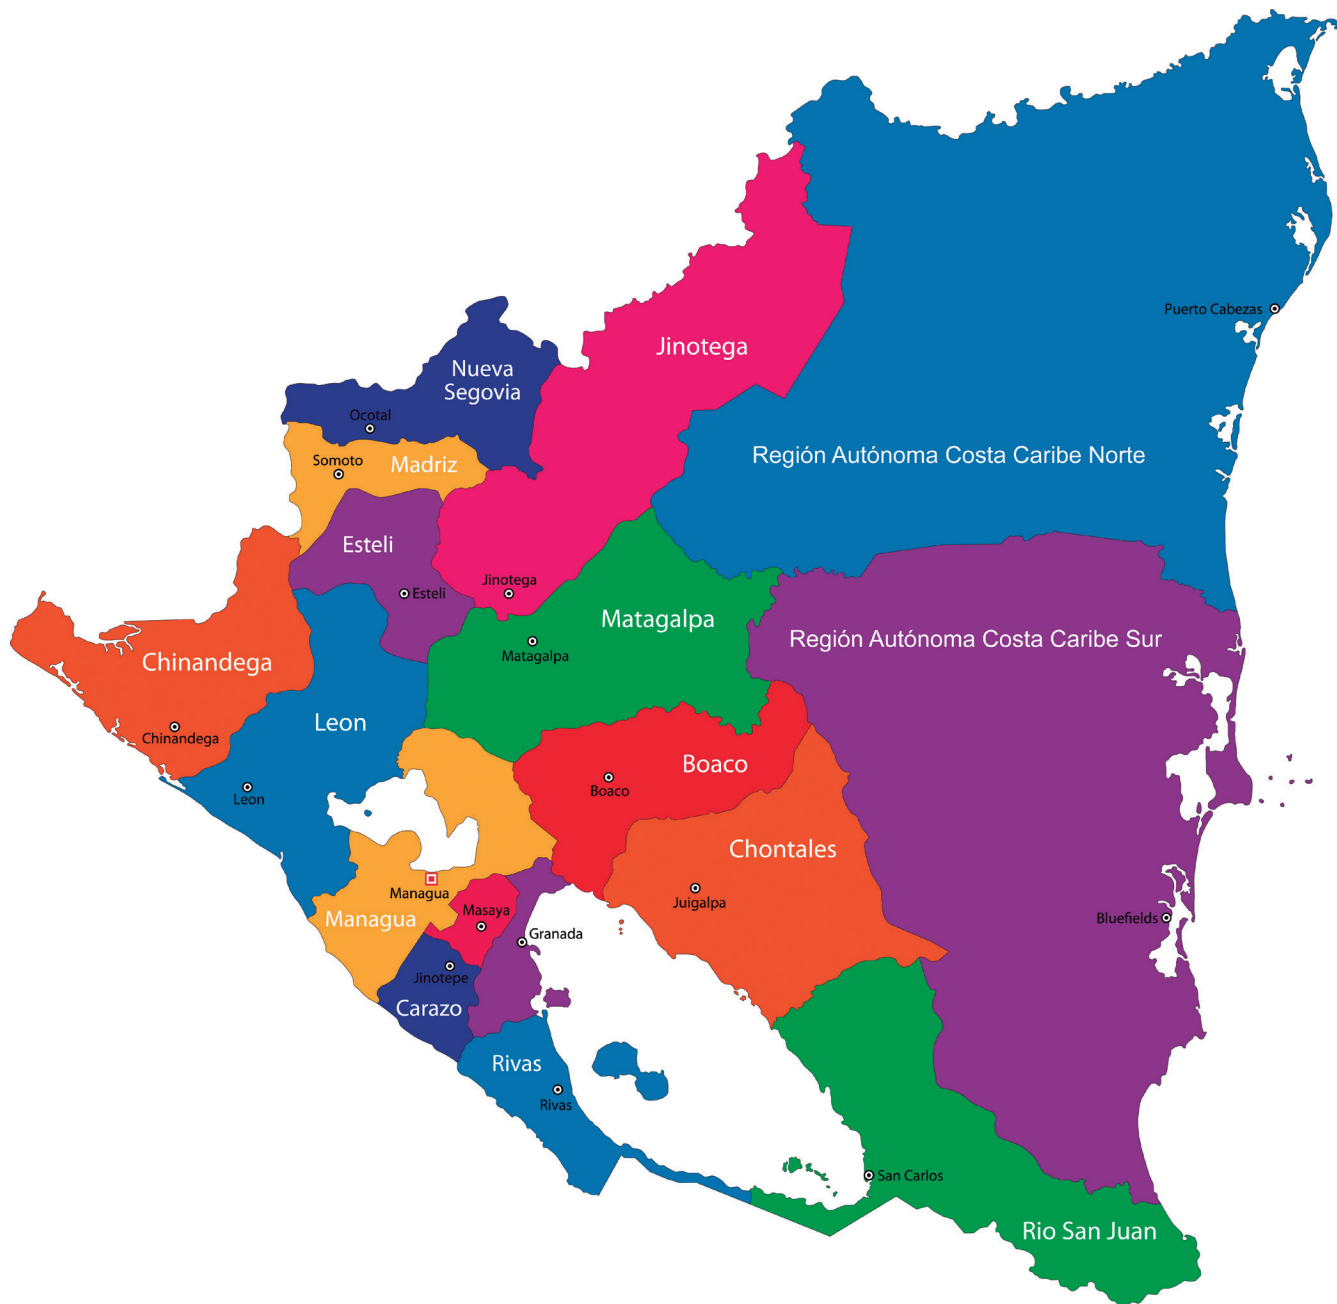 Puerto Cabezas
Jinotega
Nueva
Segovia
Ocotal
Región Autónoma Costa Caribe Norte
Somoto
Madriz
Esteli
Jinotega
Esteli
Matagalpa
Región Autónoma Costa Caribe Sur
Matagalpa
Chinandega
Leon
Chinandega
Boaco
Boaco
Leon
Chontales
Managua
Juigalpa
Masaya
Managua
Bluefields
Granada
Jinotepe
Carazo
Rivas
Rivas
San Carlos
Rio San Juan